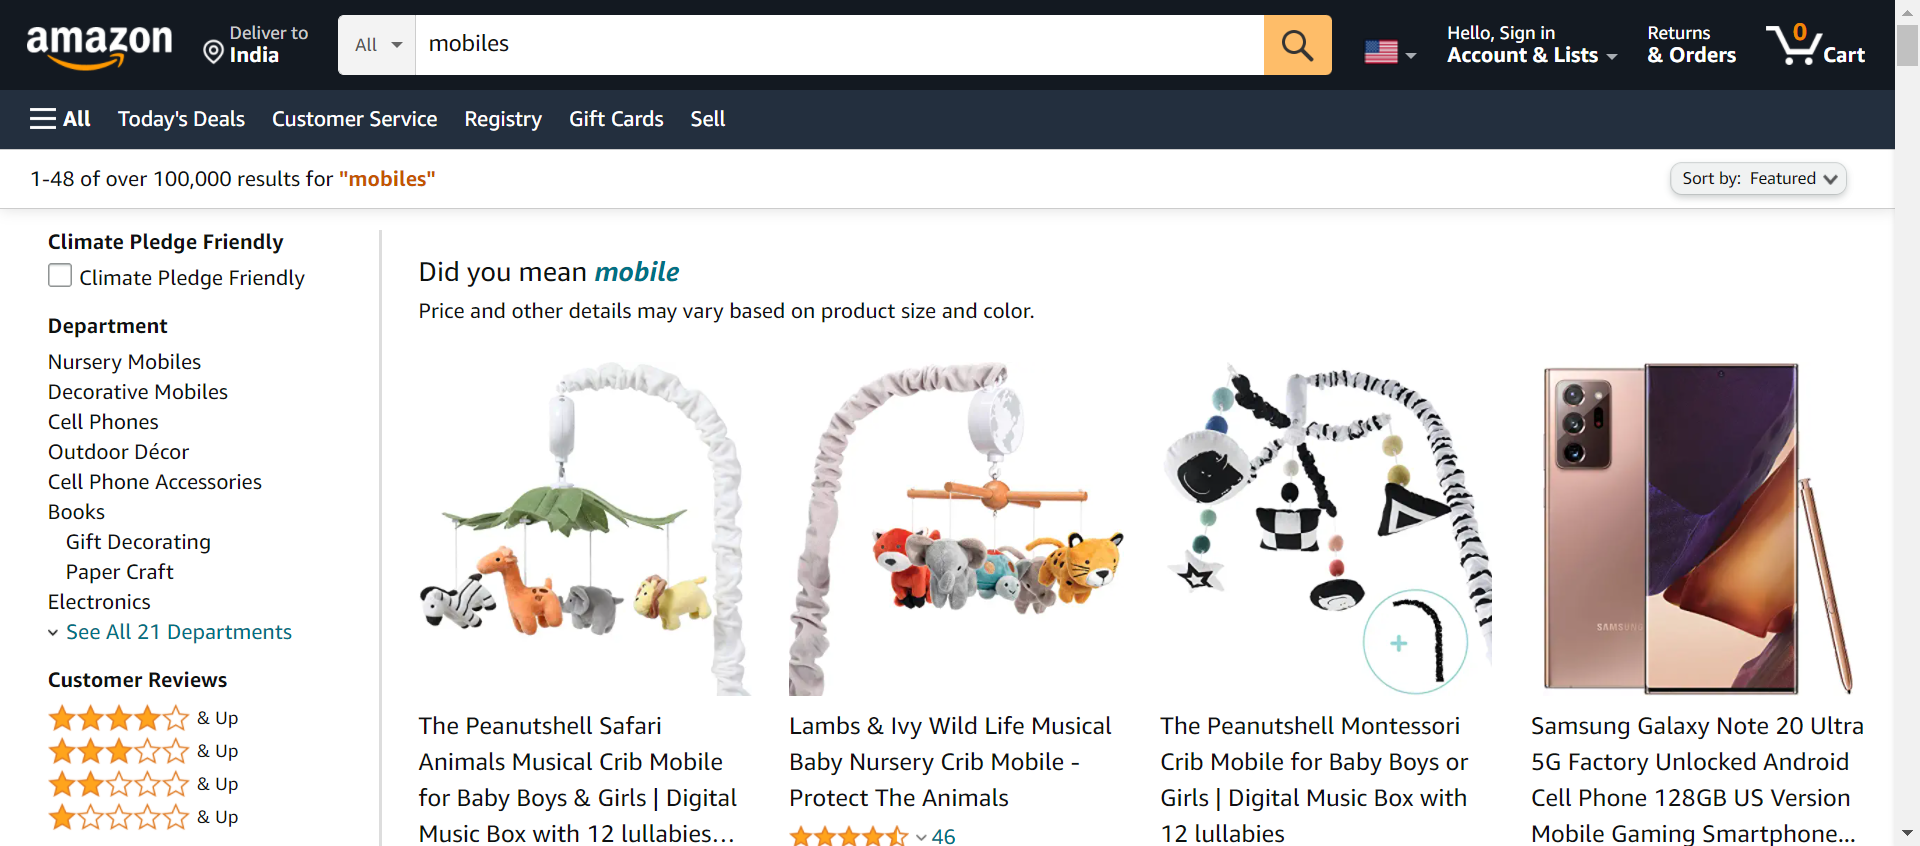 amazon
Deliver to
India
All
mobiles
Hello, Sign in
Account & Lists
Returns
& Orders
0
Cart
All
Today's Deals
Customer Service
Registry
Gift Cards
Sell
1-48 of over 100,000 results for "mobiles"
Sort by: Featured
Climate Pledge Friendly
Climate Pledge Friendly
Department
Nursery Mobiles
Decorative Mobiles
Cell Phones
Outdoor Décor
Cell Phone Accessories
Books
Gift Decorating
Paper Craft
Electronics
See All 21 Departments
Customer Reviews
& Up
& Up
& Up
& Up
Did you mean mobile
Price and other details may vary based on product size and color.
SAMSUNG
The Peanutshell Safari
Animals Musical Crib Mobile
for Baby Boys & Girls | Digital
Music Box with 12 lullabies…
Lambs & Ivy Wild Life Musical
Baby Nursery Crib Mobile -
Protect The Animals
46
The Peanutshell Montessori
Crib Mobile for Baby Boys or
Girls | Digital Music Box with
12 lullabies
Samsung Galaxy Note 20 Ultra
5G Factory Unlocked Android
Cell Phone 128GB US Version
Mobile Gaming Smartphone…